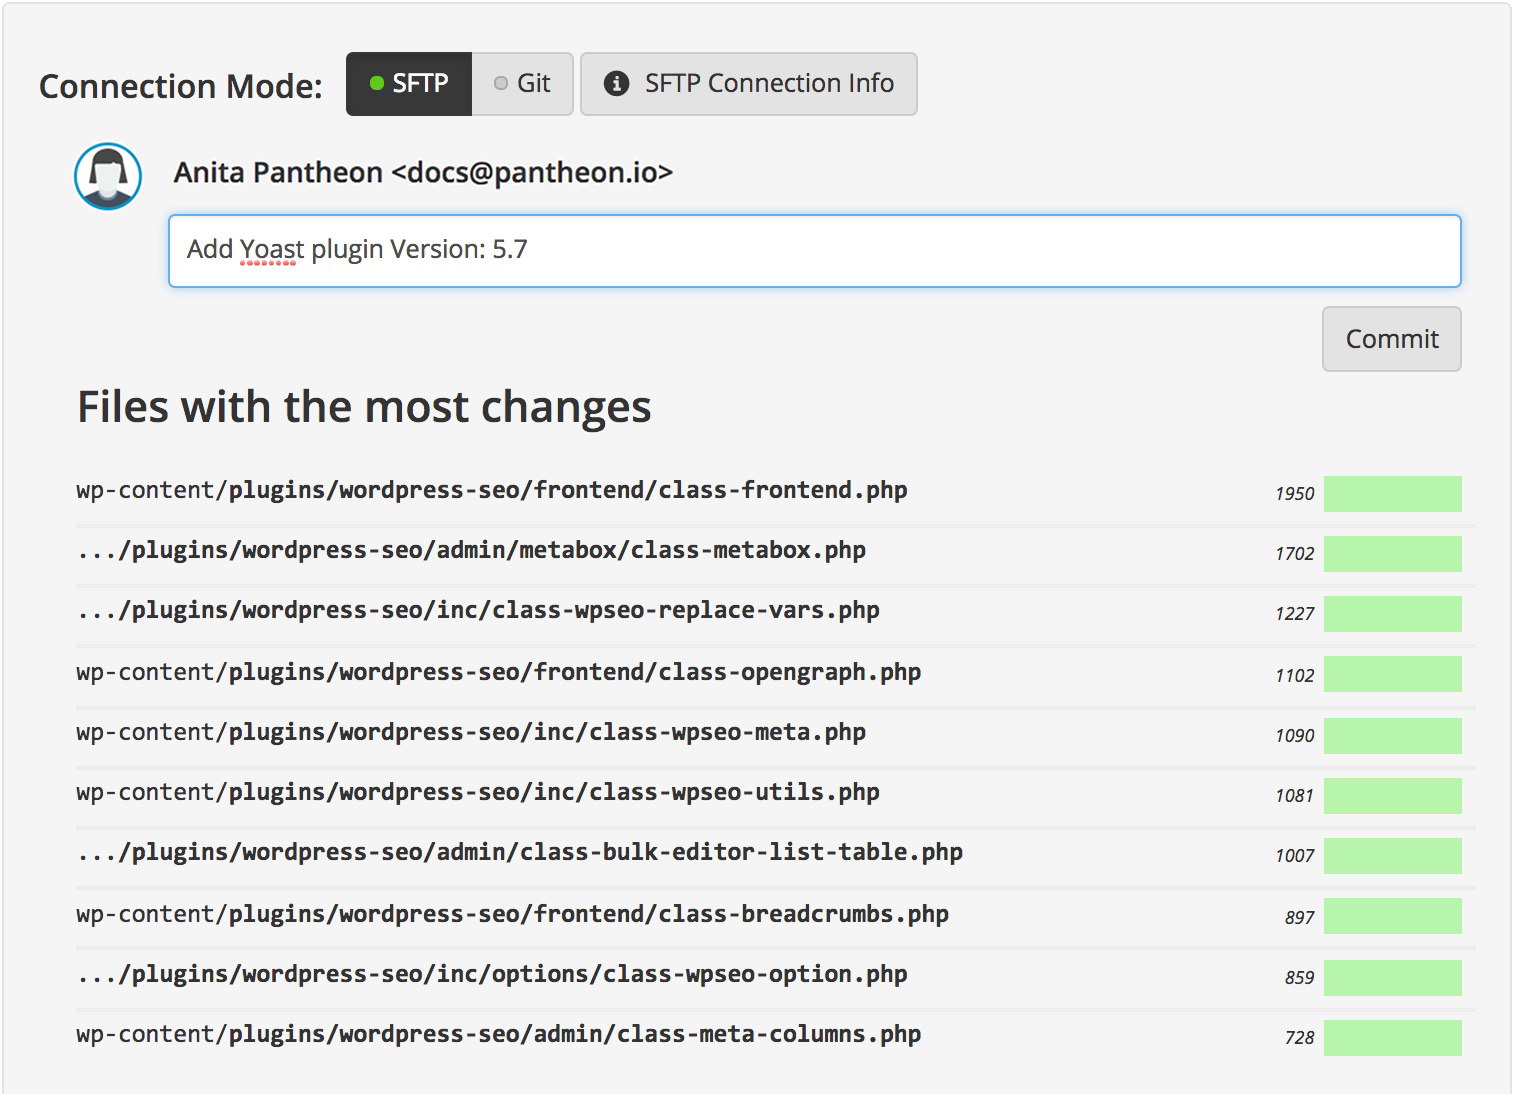 Connection Mode: SFTP Git SFTP Connection Info
Anita Pantheon <docs@pantheon.io>
Add Yoast plugin Version: 5.7
Commit
Files with the most changes
wp-content/plugins/wordpress-seo/frontend/class-frontend.php 1950
.../plugins/wordpress-seo/admin/metabox/class-metabox.php 1702
.../plugins/wordpress-seo/inc/class-wpseo-replace-vars.php 1227
wp-content/plugins/wordpress-seo/frontend/class-opengraph.php 1102
wp-content/plugins/wordpress-seo/inc/class-wpseo-meta.php 1090
wp-content/plugins/wordpress-seo/inc/class-wpseo-utils.php 1081
.../plugins/wordpress-seo/admin/class-bulk-editor-list-table.php 1007
wp-content/plugins/wordpress-seo/frontend/class-breadcrumbs.php 897
.../plugins/wordpress-seo/inc/options/class-wpseo-option.php 859
wp-content/plugins/wordpress-seo/admin/class-meta-columns.php 728